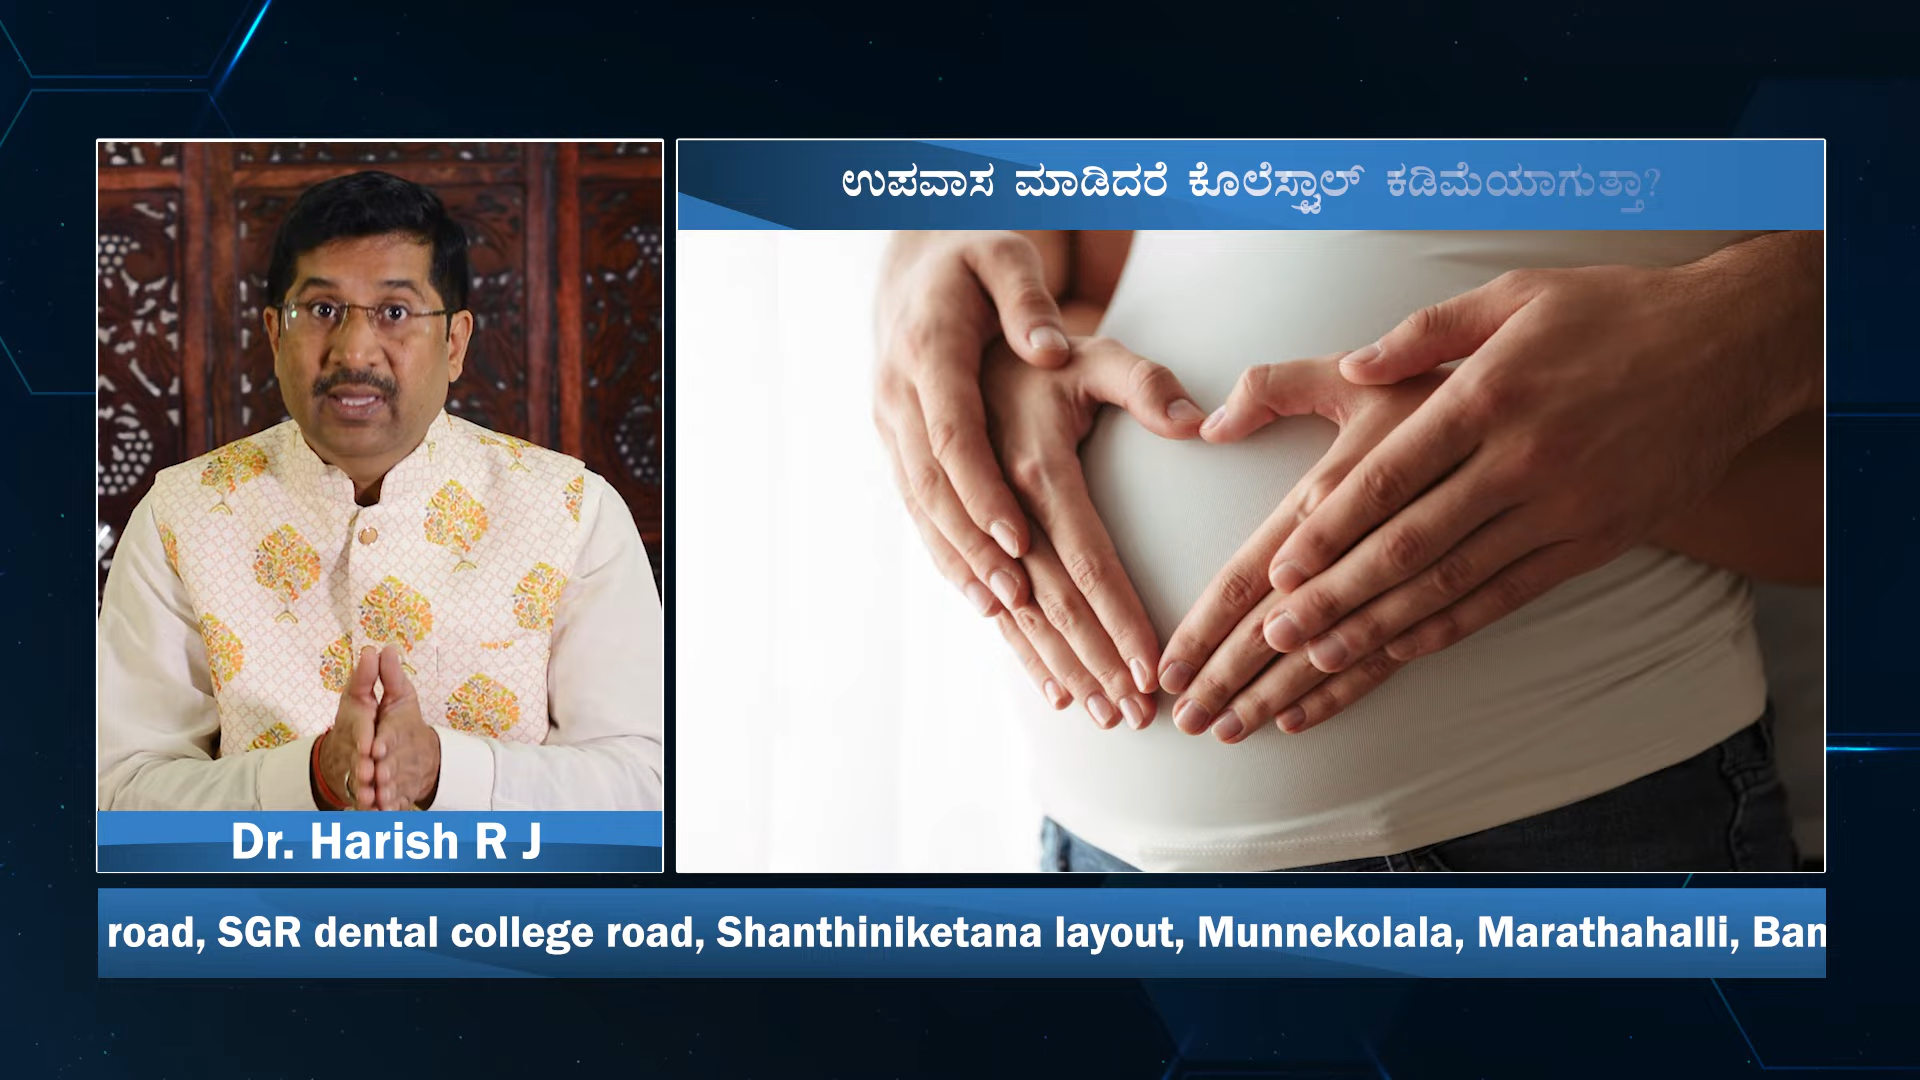 ಉಪವಾಸ ಮಾಡಿದರೆ ಕೊಲೆಸ್ಟ್ರಾಲ್ ಕಡಿಮೆಯಾಗುತ್ತಾ?
Dr. Harish R J
road, SGR dental college road, Shanthiniketana layout, Munnekolala, Marathahalli, Ban